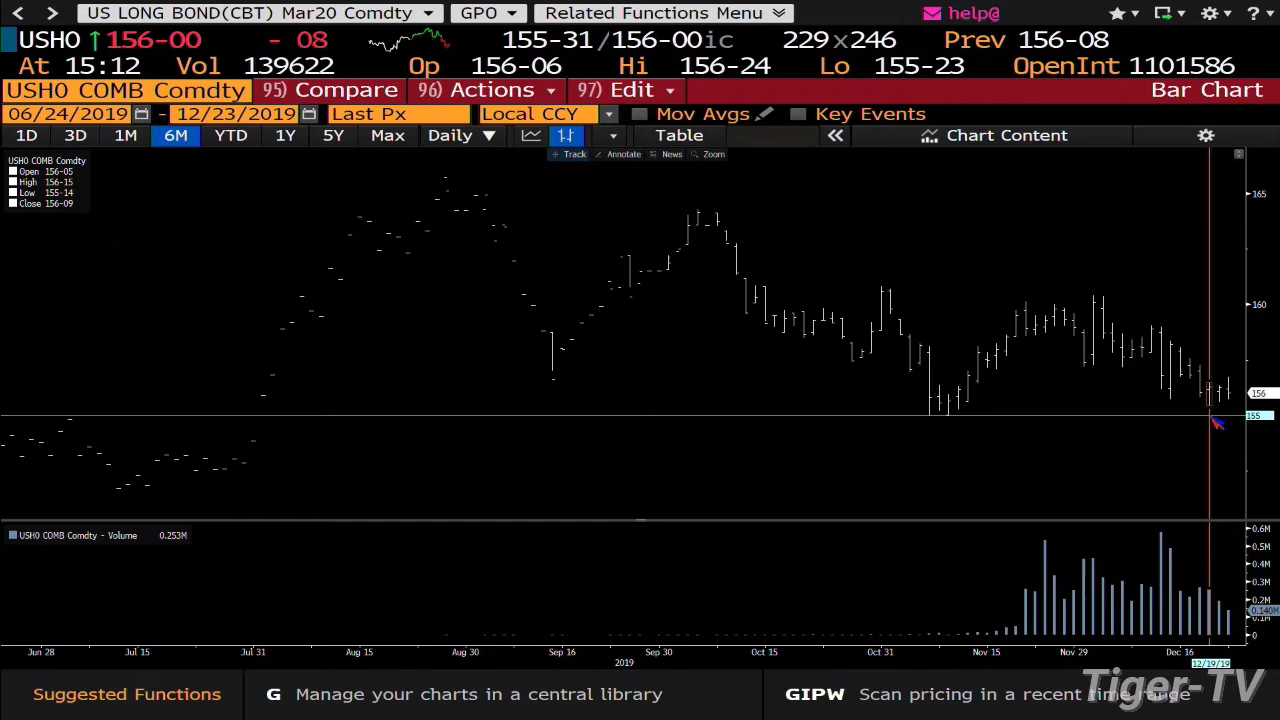 < > US LONG BOND(CBT) Mar20 Comdty GPO Related Functions Menu help@ ?
USH0 ↑156-00 - 08 155-31/156-00ic 229x246 Prev 156-08
At 15:12 Vol 139622 Op 156-06 Hi 156-24 Lo 155-23 OpenInt 1101586
USH0 COMB Comdty 95) Compare 96) Actions 97) Edit Bar Chart
06/24/2019 - 12/23/2019 Last Px Local CCY Mov Avgs Key Events
1D 3D 1M 6M YTD 1Y 5Y Max Daily ▼ Table « Chart Content
Track Annotate News Zoom
USH0 COMB Comdty
Open 156-05
High 156-15
Low 155-14
Close 156-09
165
160
156
155
USH0 COMB Comdty - Volume 0.253M
0.6M
0.5M
0.4M
0.3M
0.2M
0.140M
0.1M
0
Jun 28 Jul 15 Jul 31 Aug 15 Aug 30 Sep 16 Sep 30 Oct 15 Oct 31 Nov 15 Nov 29 Dec 16
2019 12/19/19
Suggested Functions G Manage your charts in a central library GIPW Scan pricing in a recent time range
Tiger-TV